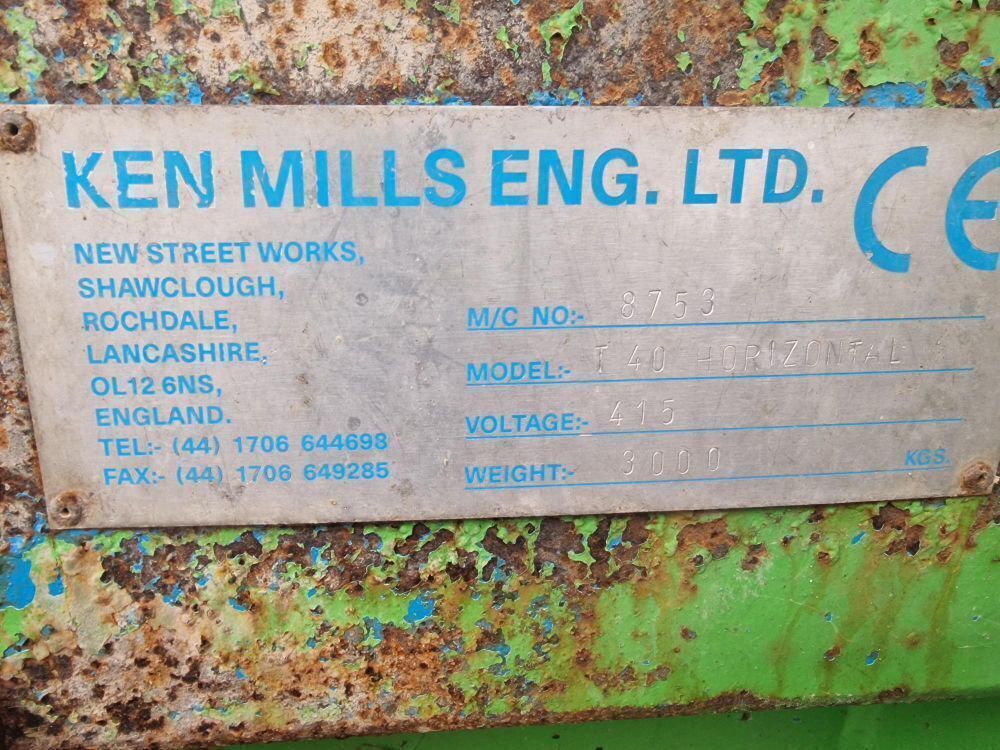 KEN MILLS ENG. LTD. CE
NEW STREET WORKS,
SHAWCLOUGH,
ROCHDALE,
LANCASHIRE,
OL12 6NS,
ENGLAND.
TEL:- (44) 1706 644698
FAX:- (44) 1706 649285
M/C NO:- 8753
MODEL:- T 40 HORIZONTAL
VOLTAGE:- 415
WEIGHT:- 3000 KGS.